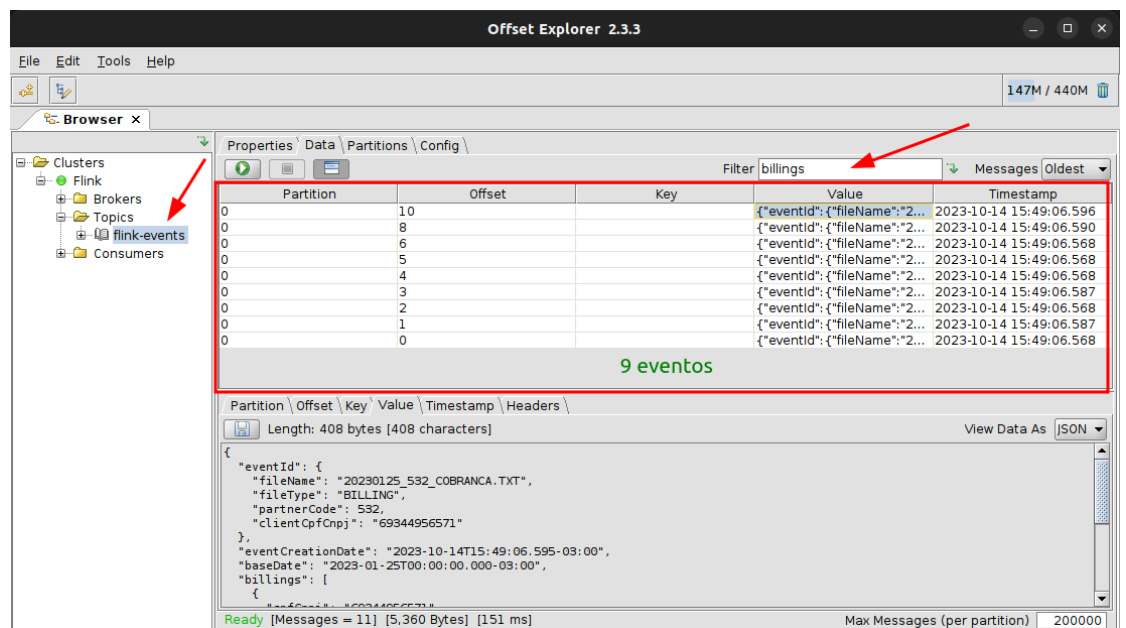 Offset Explorer 2.3.3
File Edit Tools Help
147M / 440M
Browser
Clusters
Flink
Brokers
Topics
flink-events
Consumers
Properties Data Partitions Config
Filter billings Messages Oldest
Partition Offset Key Value Timestamp
0 10 {"eventId":{"fileName":"2... 2023-10-14 15:49:06.596
0 8 {"eventId":{"fileName":"2... 2023-10-14 15:49:06.590
0 6 {"eventId":{"fileName":"2... 2023-10-14 15:49:06.568
0 5 {"eventId":{"fileName":"2... 2023-10-14 15:49:06.568
0 4 {"eventId":{"fileName":"2... 2023-10-14 15:49:06.568
0 3 {"eventId":{"fileName":"2... 2023-10-14 15:49:06.587
0 2 {"eventId":{"fileName":"2... 2023-10-14 15:49:06.568
0 1 {"eventId":{"fileName":"2... 2023-10-14 15:49:06.587
0 0 {"eventId":{"fileName":"2... 2023-10-14 15:49:06.568
9 eventos
Partition Offset Key Value Timestamp Headers
Length: 408 bytes [408 characters] View Data As JSON
{
"eventId": {
"fileName": "20230125_532_COBRANCA.TXT",
"fileType": "BILLING",
"partnerCode": 532,
"clientCpfCnpj": "69344956571"
},
"eventCreationDate": "2023-10-14T15:49:06.595-03:00",
"baseDate": "2023-01-25T00:00:00.000-03:00",
"billings": [
{
Ready [Messages = 11] [5,360 Bytes] [151 ms] Max Messages (per partition) 200000